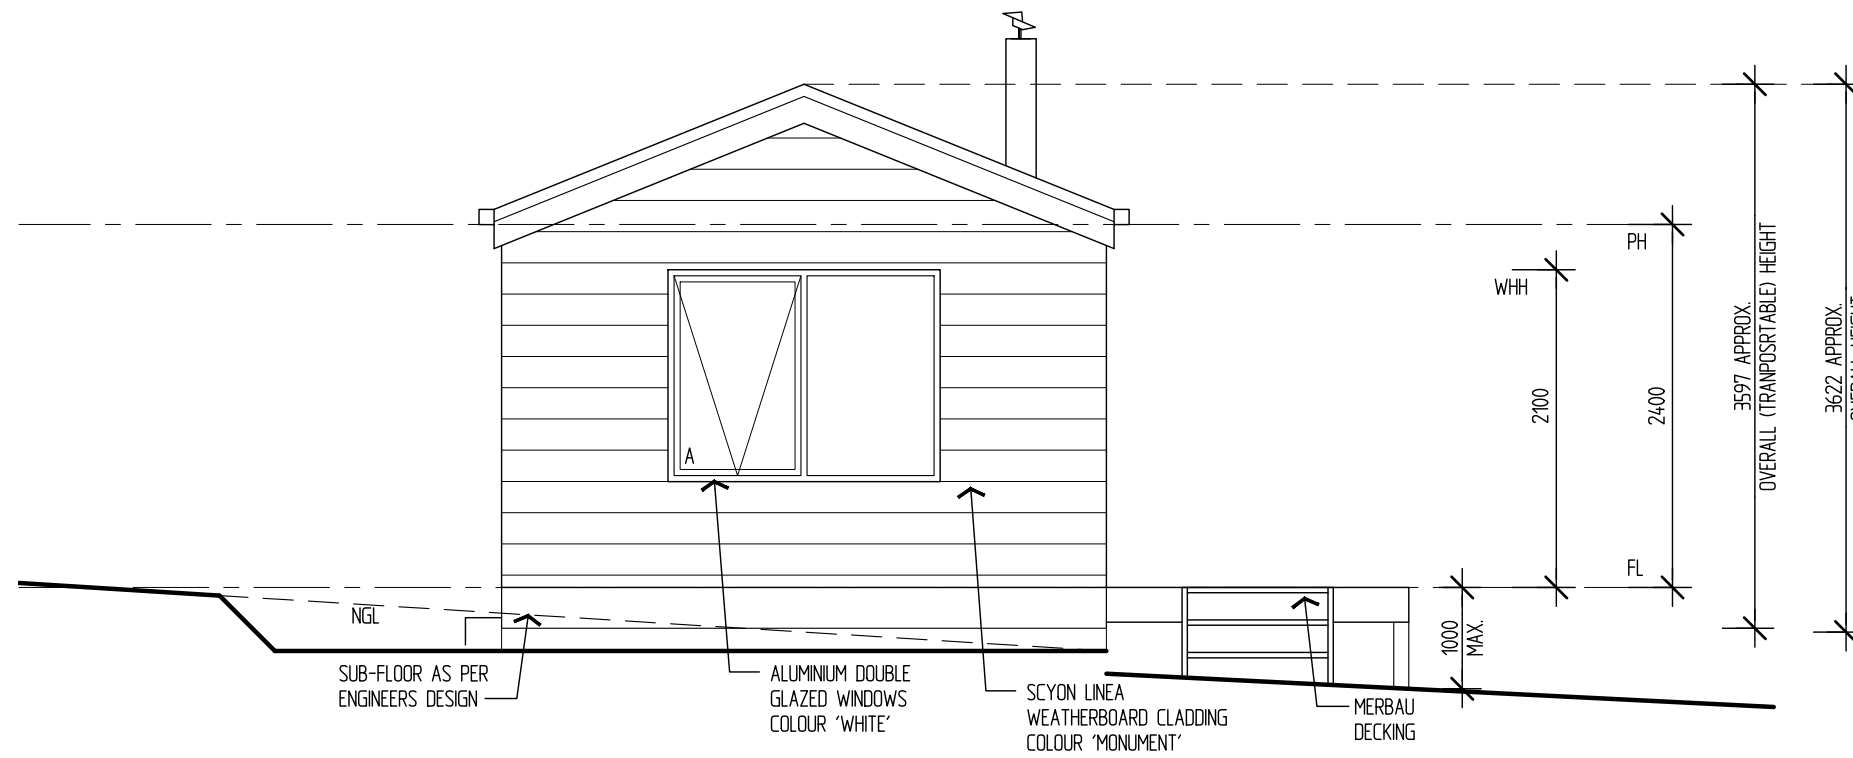 PH
WHH
2100
2400
3597 APPROX.
OVERALL (TRANPOSRTABLE) HEIGHT
3622 APPROX.
A
FL
NGL
1000
MAX.
SUB-FLOOR AS PER
ENGINEERS DESIGN
ALUMINIUM DOUBLE
GLAZED WINDOWS
COLOUR 'WHITE'
SCYON LINEA
WEATHERBOARD CLADDING
COLOUR 'MONUMENT'
MERBAU
DECKING